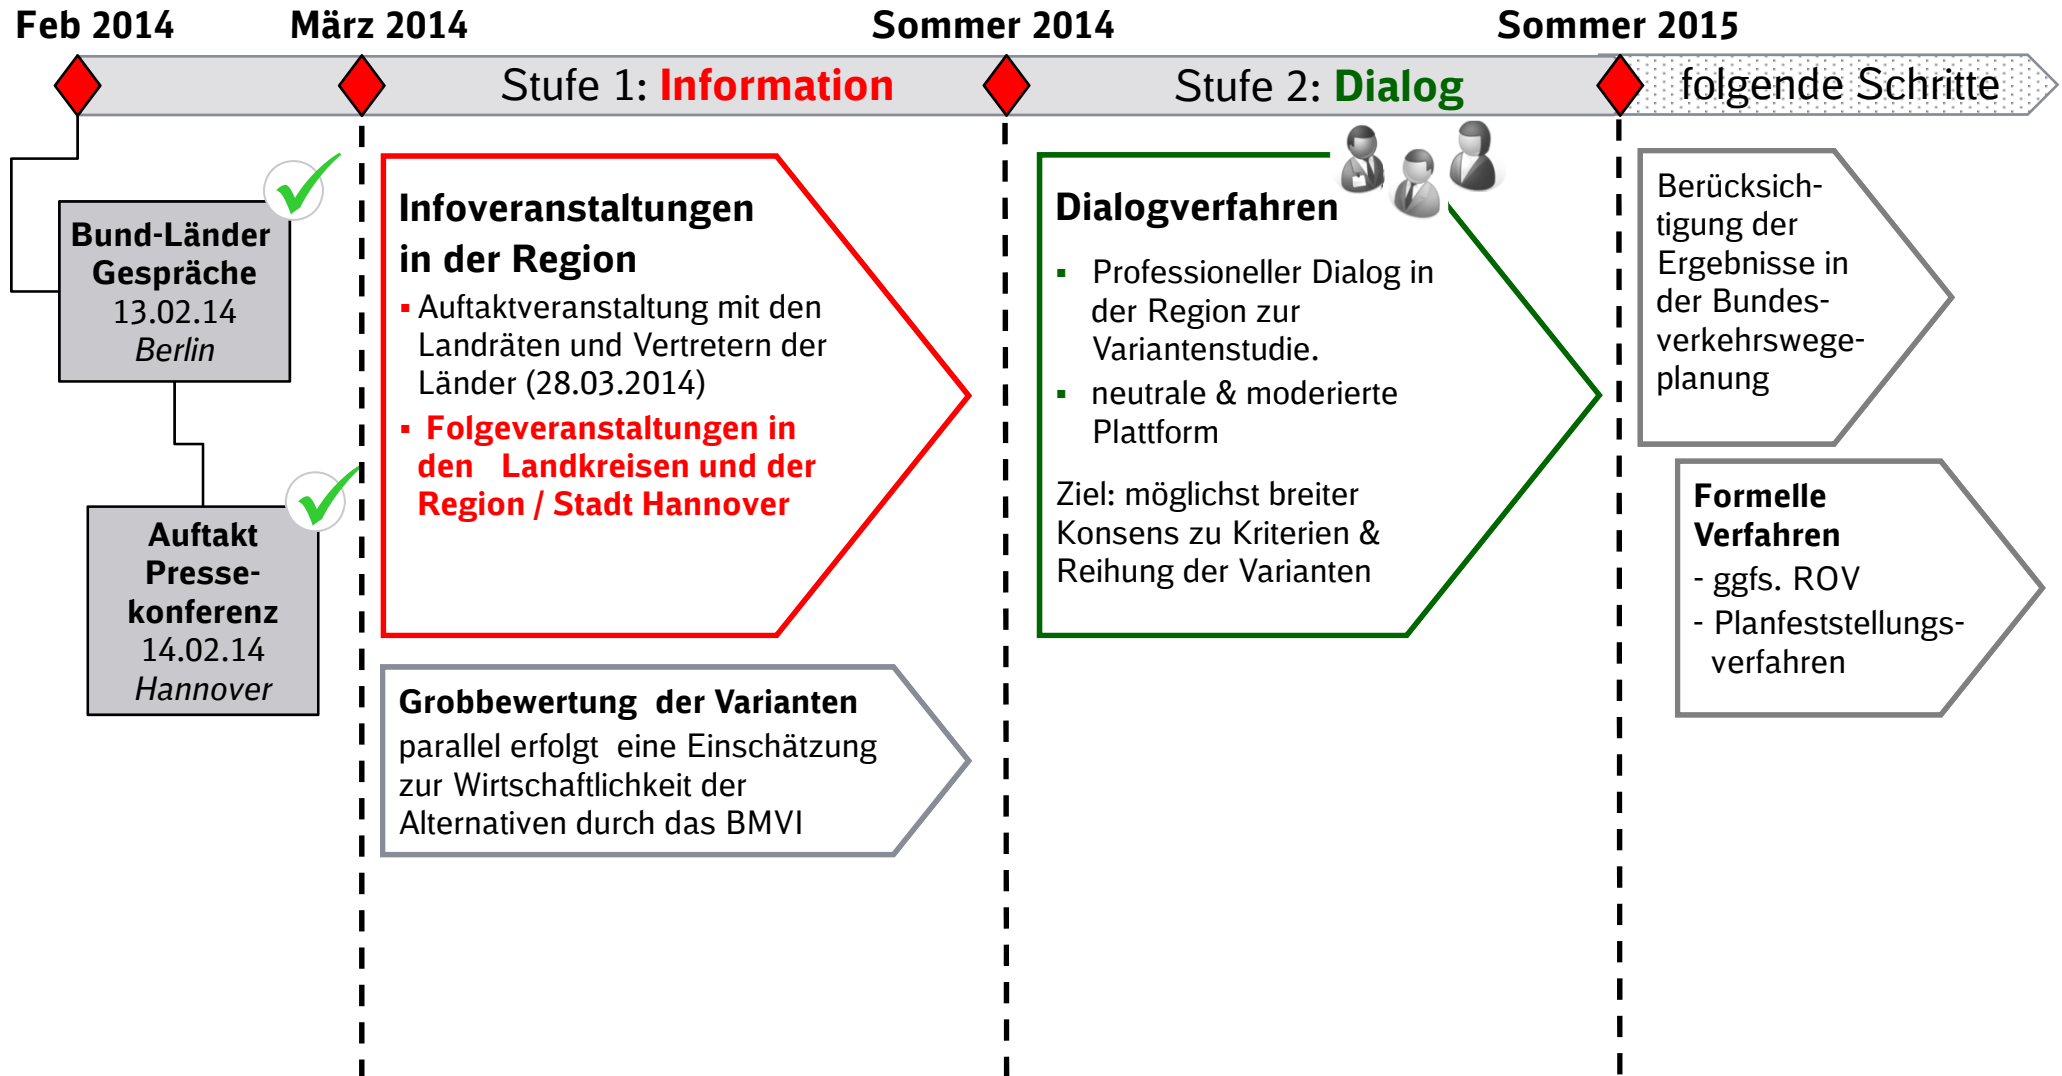 Feb 2014
März 2014
Sommer 2014
Sommer 2015
Stufe 1: Information
Stufe 2: Dialog
folgende Schritte
Bund-Länder
Gespräche
13.02.14
Berlin
Auftakt
Presse-
konferenz
14.02.14
Hannover
Infoveranstaltungen
in der Region
▪ Auftaktveranstaltung mit den
Landräten und Vertretern der
Länder (28.03.2014)
▪ Folgeveranstaltungen in
den Landkreisen und der
Region / Stadt Hannover
Grobbewertung der Varianten
parallel erfolgt eine Einschätzung
zur Wirtschaftlichkeit der
Alternativen durch das BMVI
Dialogverfahren
▪ Professioneller Dialog in
der Region zur
Variantenstudie.
▪ neutrale & moderierte
Plattform
Ziel: möglichst breiter
Konsens zu Kriterien &
Reihung der Varianten
Berücksich-
tigung der
Ergebnisse in
der Bundes-
verkehrswege-
planung
Formelle
Verfahren
- ggfs. ROV
- Planfeststellungs-
verfahren